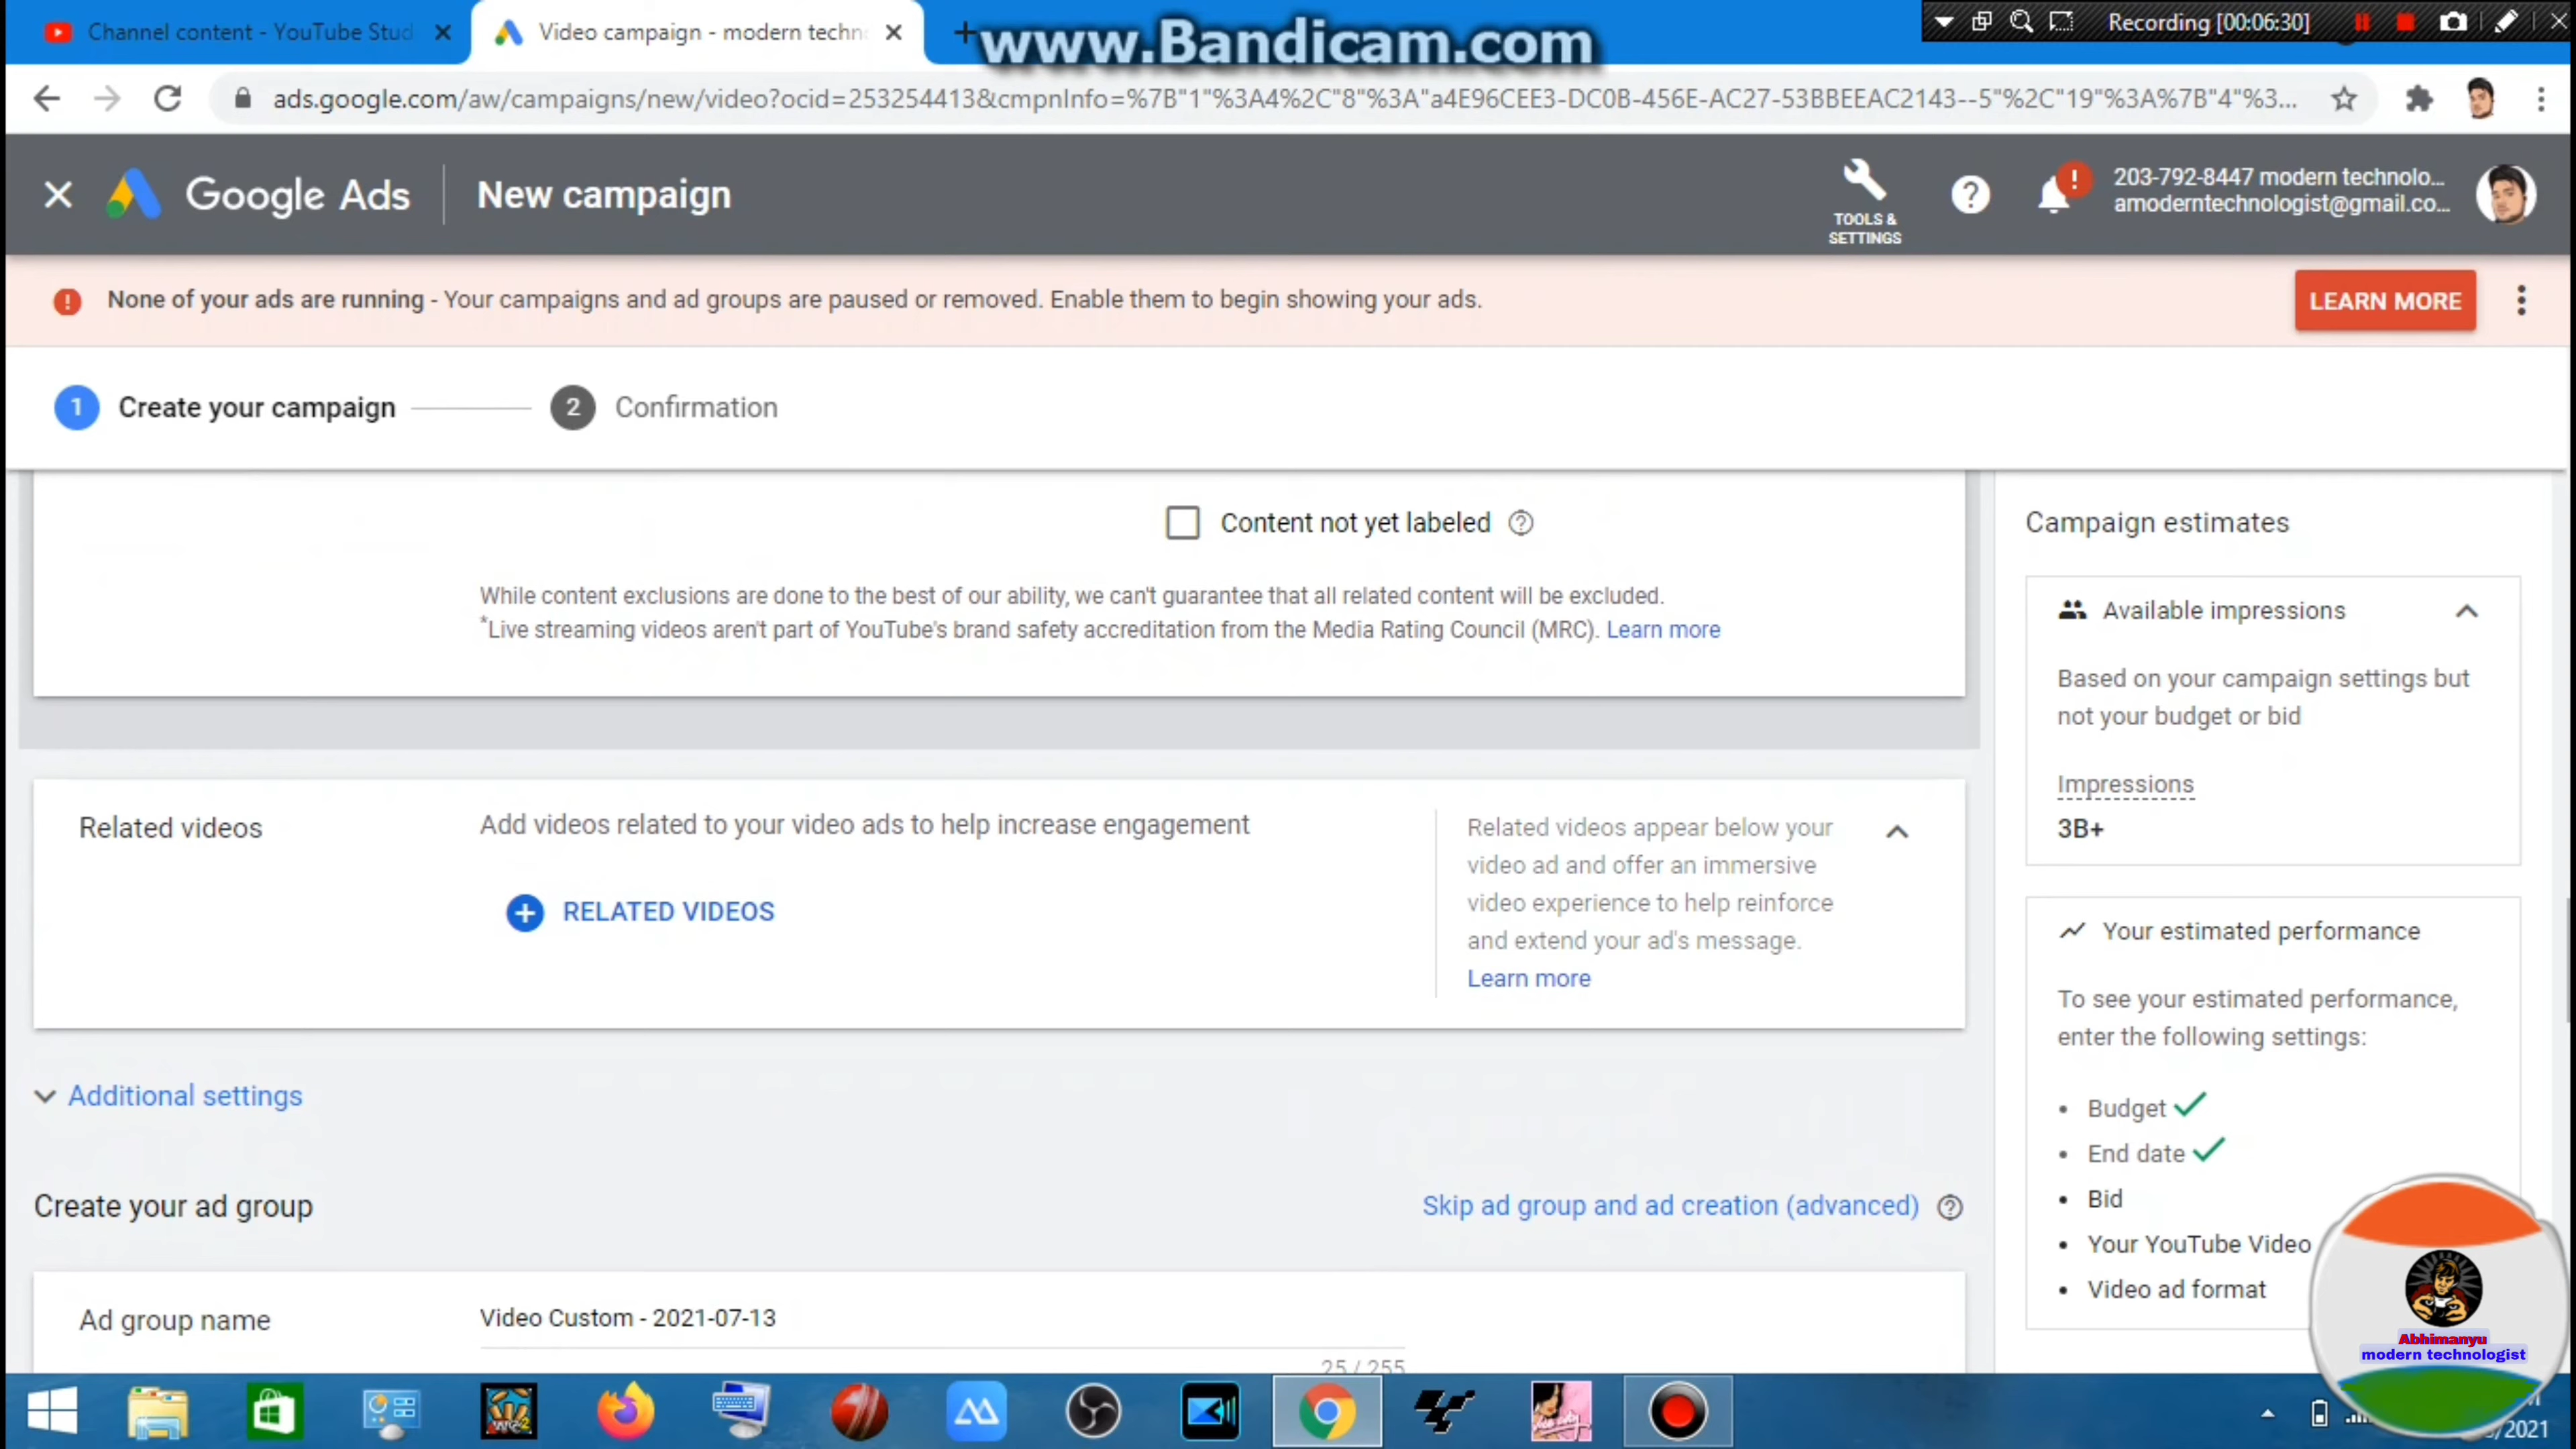 Channel content - YouTube Stud
Video campaign - modern techn
www.Bandicam.com
Recording [00:06:30]
ads.google.com/aw/campaigns/new/video?ocid=253254413&cmpnInfo=%7B"1"%3A4%2C"8"%3A"a4E96CEE3-DC0B-456E-AC27-53BBEEAC2143--5"%2C"19"%3A%7B"4"%3...
Google Ads
New campaign
TOOLS &
SETTINGS
203-792-8447 modern technolo...
amoderntechnologist@gmail.co...
None of your ads are running - Your campaigns and ad groups are paused or removed. Enable them to begin showing your ads.
LEARN MORE
1 Create your campaign
2 Confirmation
Content not yet labeled
While content exclusions are done to the best of our ability, we can't guarantee that all related content will be excluded.
*Live streaming videos aren't part of YouTube's brand safety accreditation from the Media Rating Council (MRC). Learn more
Related videos
Add videos related to your video ads to help increase engagement
RELATED VIDEOS
Related videos appear below your
video ad and offer an immersive
video experience to help reinforce
and extend your ad's message.
Learn more
Additional settings
Create your ad group
Skip ad group and ad creation (advanced)
Ad group name
Video Custom - 2021-07-13
25 / 255
Campaign estimates
Available impressions
Based on your campaign settings but
not your budget or bid
Impressions
3B+
Your estimated performance
To see your estimated performance,
enter the following settings:
• Budget
• End date
• Bid
• Your YouTube Video
• Video ad format
Abhimanyu
modern technologist
/2021